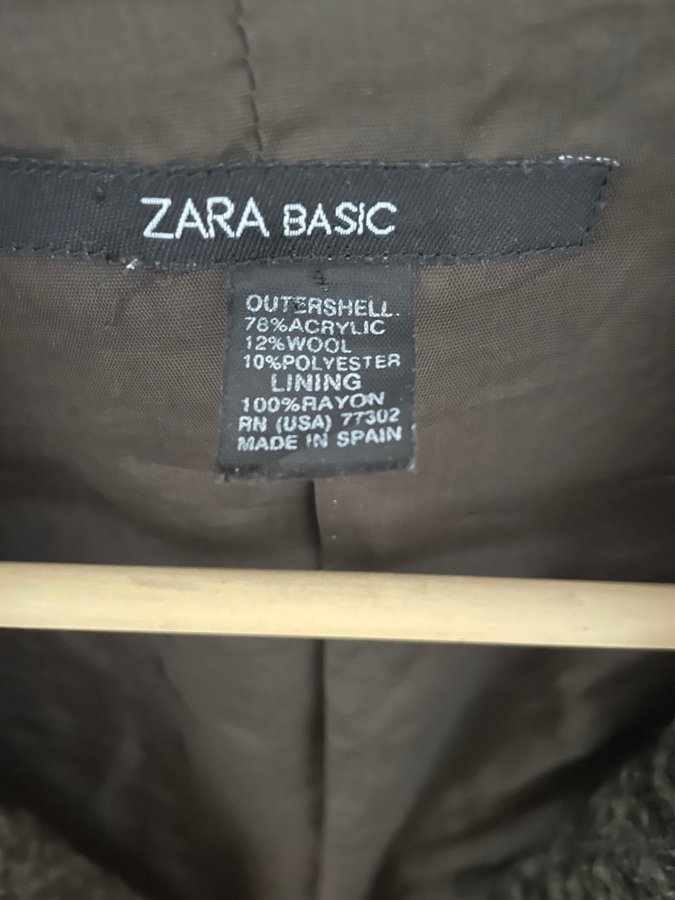 ZARA BASIC
OUTERSHELL.
78%ACRYLIC
12%WOOL
10%POLYESTER
LINING
100%RAYON
RN (USA) 77302
MADE IN SPAIN